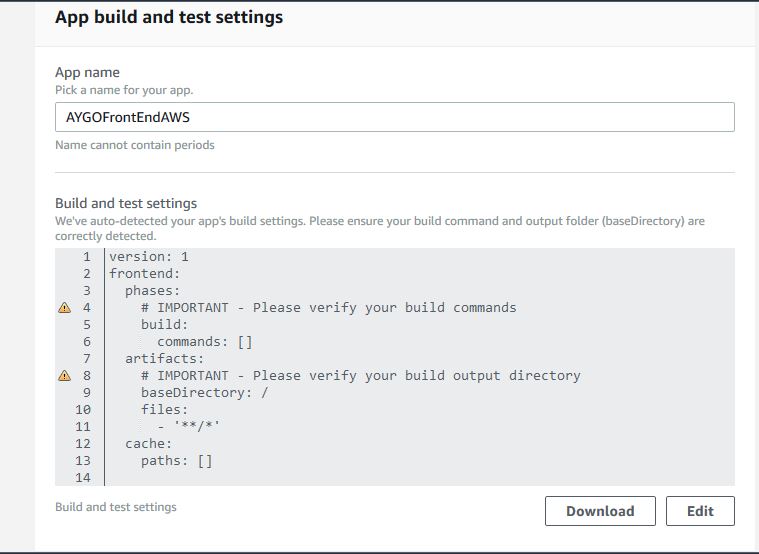 App build and test settings
App name
Pick a name for your app.
AYGOFrontEndAWS
Name cannot contain periods
Build and test settings
We've auto-detected your app's build settings. Please ensure your build command and output folder (baseDirectory) are
correctly detected.
1 version: 1
2 frontend:
3   phases:
4     # IMPORTANT - Please verify your build commands
5     build:
6       commands: []
7   artifacts:
8     # IMPORTANT - Please verify your build output directory
9     baseDirectory: /
10     files:
11       - '**/*'
12   cache:
13     paths: []
14
Build and test settings Download Edit